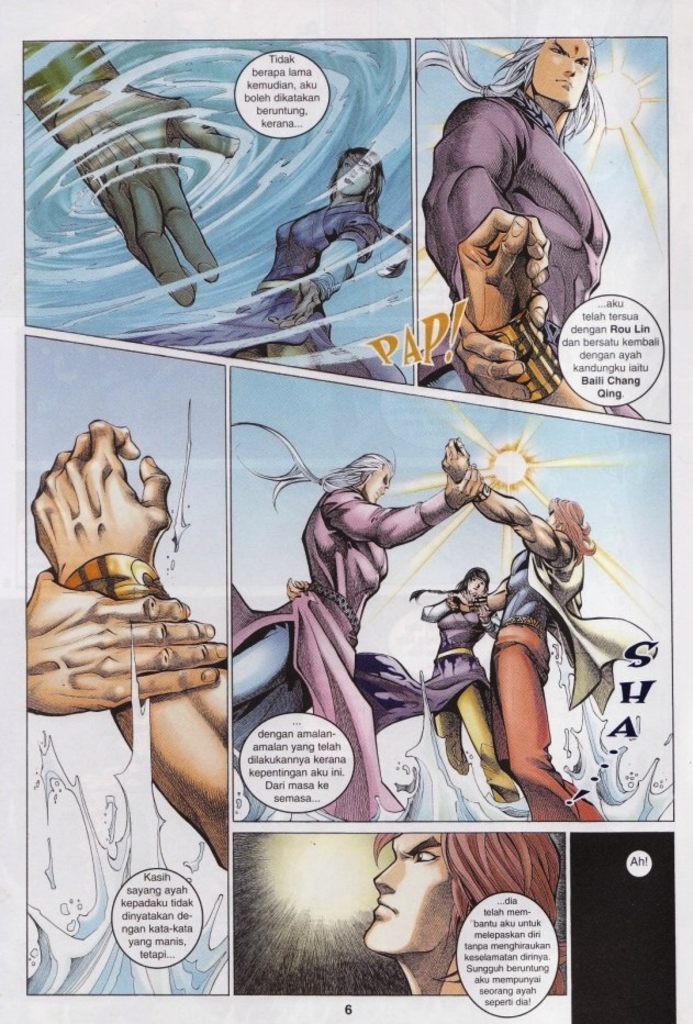 Tidak
berapa lama
kemudian, aku
boleh dikatakan
beruntung,
kerana...
...aku
telah tersua
dengan Rou Lin
dan bersatu kembali
dengan ayah
kandungku iaitu
Baili Chang
Qing.
PAP!
Kasih
sayang ayah
kepadaku tidak
dinyatakan de-
ngan kata-kata
yang manis,
tetapi...
...
dengan amalan-
amalan yang telah
dilakukannya kerana
kepentingan aku ini.
Dari masa ke
semasa...
SHA...!
...dia
telah mem-
bantu aku untuk
melepaskan diri
tanpa menghiraukan
keselamatan dirinya.
Sungguh beruntung
aku mempunyai
seorang ayah
seperti dia!
Ah!
6